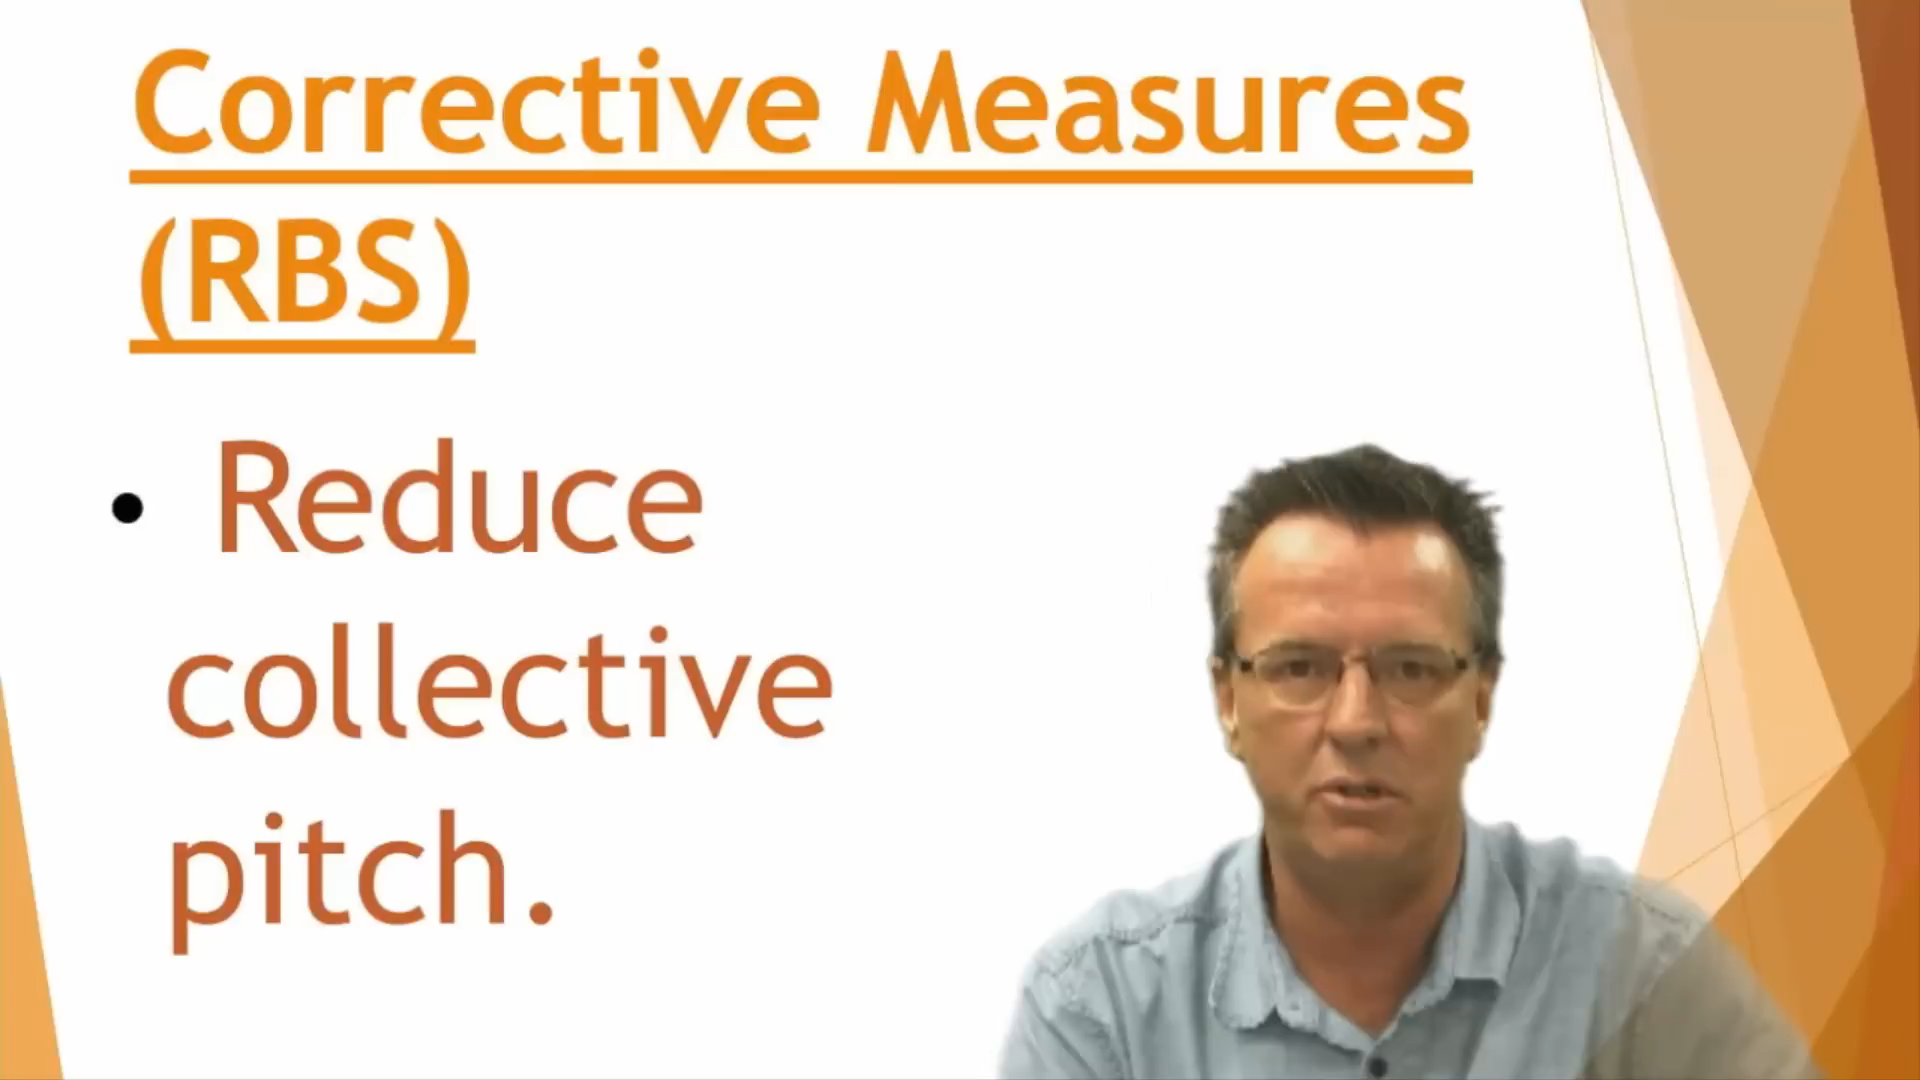 Corrective Measures
(RBS)
• Reduce
collective
pitch.